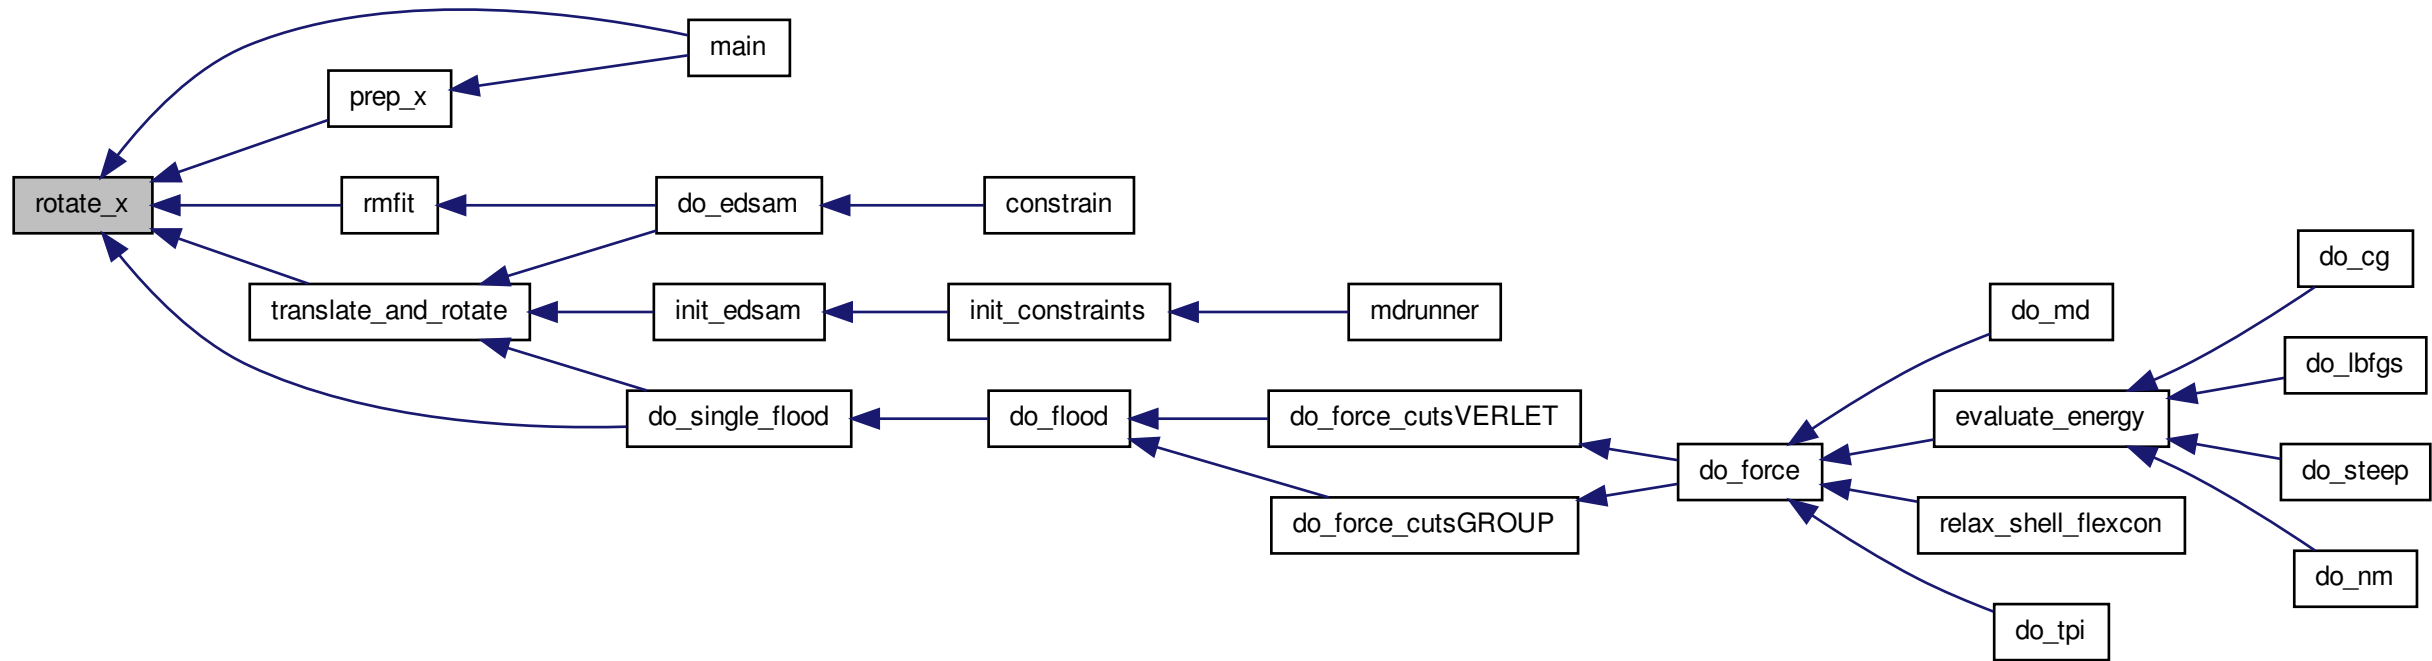 main
prep_x
rotate_x
rmfit
do_edsam
constrain
translate_and_rotate
init_edsam
init_constraints
mdrunner
do_single_flood
do_flood
do_force_cutsVERLET
do_force_cutsGROUP
do_force
do_md
evaluate_energy
relax_shell_flexcon
do_tpi
do_cg
do_lbfgs
do_steep
do_nm